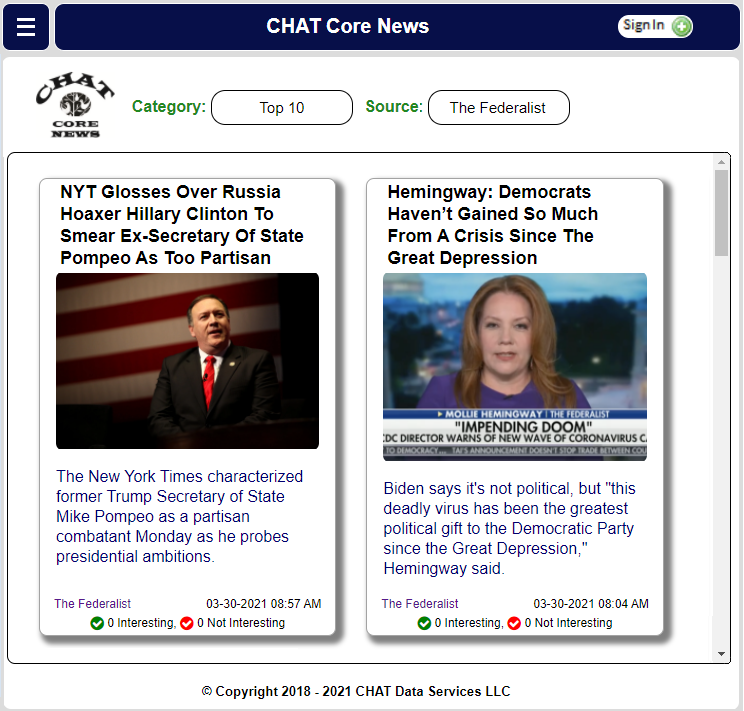 CHAT Core News
Sign In
CHAT
CORE
NEWS
Category:
Top 10
Source:
The Federalist
NYT Glosses Over Russia
Hoaxer Hillary Clinton To
Smear Ex-Secretary Of State
Pompeo As Too Partisan
The New York Times characterized
former Trump Secretary of State
Mike Pompeo as a partisan
combatant Monday as he probes
presidential ambitions.
The Federalist
03-30-2021 08:57 AM
0 Interesting, 0 Not Interesting
Hemingway: Democrats
Haven’t Gained So Much
From A Crisis Since The
Great Depression
MOLLIE HEMINGWAY | THE FEDERALIST
"IMPENDING DOOM"
CDC DIRECTOR WARNS OF NEW WAVE OF CORONAVIRUS CA
TO DEMOCRACY... TAI'S ANNOUNCEMENT DOESN'T STOP TRADE BETWEEN COU
Biden says it's not political, but "this
deadly virus has been the greatest
political gift to the Democratic Party
since the Great Depression,"
Hemingway said.
The Federalist
03-30-2021 08:04 AM
0 Interesting, 0 Not Interesting
© Copyright 2018 - 2021 CHAT Data Services LLC